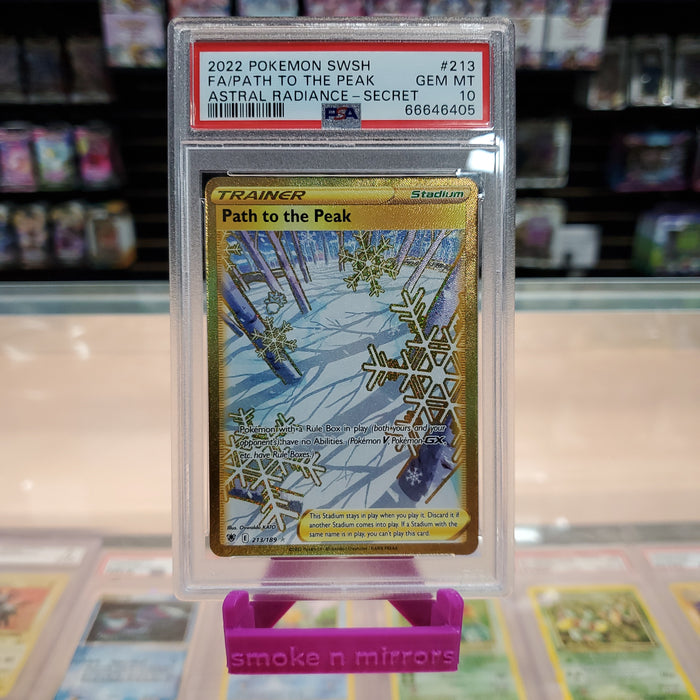 2022 POKEMON SWSH #213
FA/PATH TO THE PEAK GEM MT
ASTRAL RADIANCE - SECRET 10
PSA 66646405
TRAINER Stadium
Path to the Peak
Pokémon with a Rule Box in play (both yours and your
opponent's) have no Abilities. (Pokémon V, Pokémon-GX,
etc. have Rule Boxes.)
This Stadium stays in play when you play it. Discard it if
another Stadium comes into play. If a Stadium with the
same name is in play, you can't play this card.
Illus. Oswaldo KATO
213/189
smoke n mirrors